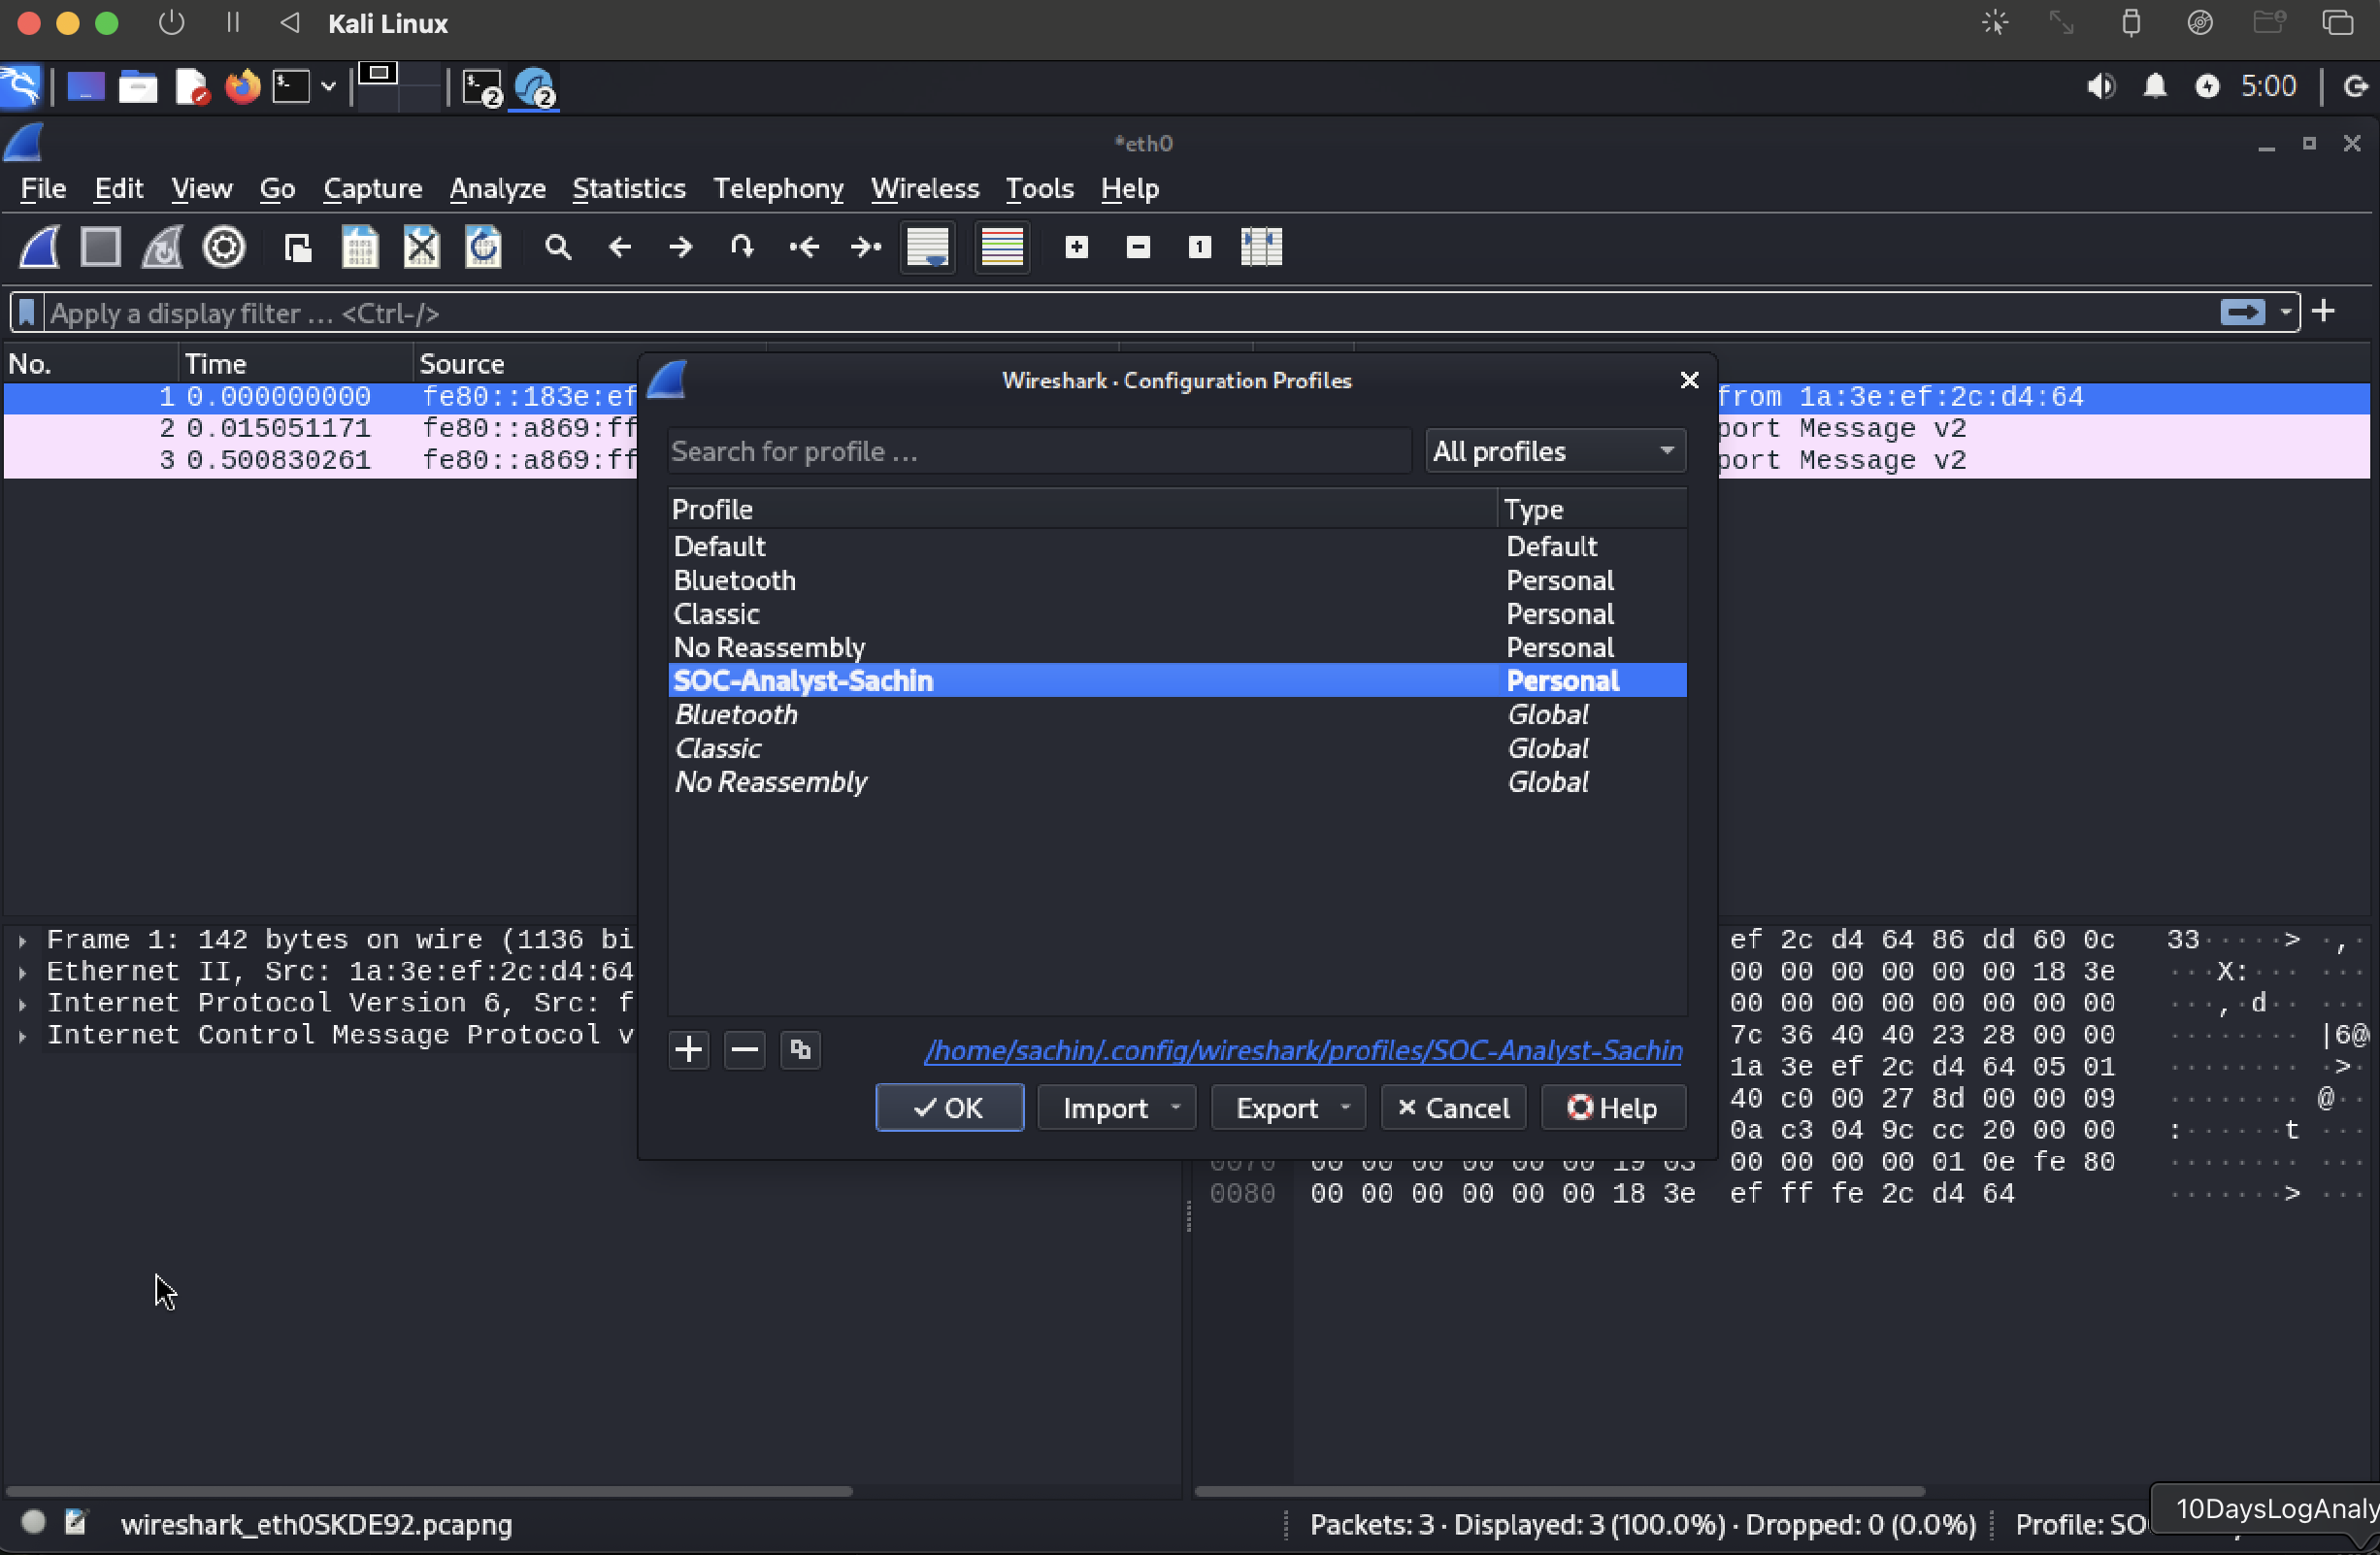 Kali Linux
2
2
5:00
*eth0
File Edit View Go Capture Analyze Statistics Telephony Wireless Tools Help
Apply a display filter … <Ctrl-/>
No. Time Source
1 0.000000000 fe80::183e:ef
from 1a:3e:ef:2c:d4:64
2 0.015051171 fe80::a869:ff
port Message v2
3 0.500830261 fe80::a869:ff
port Message v2
Wireshark · Configuration Profiles
Search for profile … All profiles
Profile Type
Default Default
Bluetooth Personal
Classic Personal
No Reassembly Personal
SOC-Analyst-Sachin Personal
Bluetooth Global
Classic Global
No Reassembly Global
/home/sachin/.config/wireshark/profiles/SOC-Analyst-Sachin
OK Import Export Cancel Help
Frame 1: 142 bytes on wire (1136 bi
Ethernet II, Src: 1a:3e:ef:2c:d4:64
Internet Protocol Version 6, Src: f
Internet Control Message Protocol v
ef 2c d4 64 86 dd 60 0c 33·····> ·,·
00 00 00 00 00 00 18 3e ···X:··· ···
00 00 00 00 00 00 00 00 ···,·d·· ···
7c 36 40 40 23 28 00 00 ········ |6@
1a 3e ef 2c d4 64 05 01 ········ ·>·
40 c0 00 27 8d 00 00 09 ········ @··
0a c3 04 9c cc 20 00 00 :······t ···
0070 00 00 00 00 00 00 19 03 00 00 00 00 01 0e fe 80 ········ ···
0080 00 00 00 00 00 00 18 3e ef ff fe 2c d4 64 ·······> ···
wireshark_eth0SKDE92.pcapng
Packets: 3 · Displayed: 3 (100.0%) · Dropped: 0 (0.0%)
Profile: SO
10DaysLogAnaly